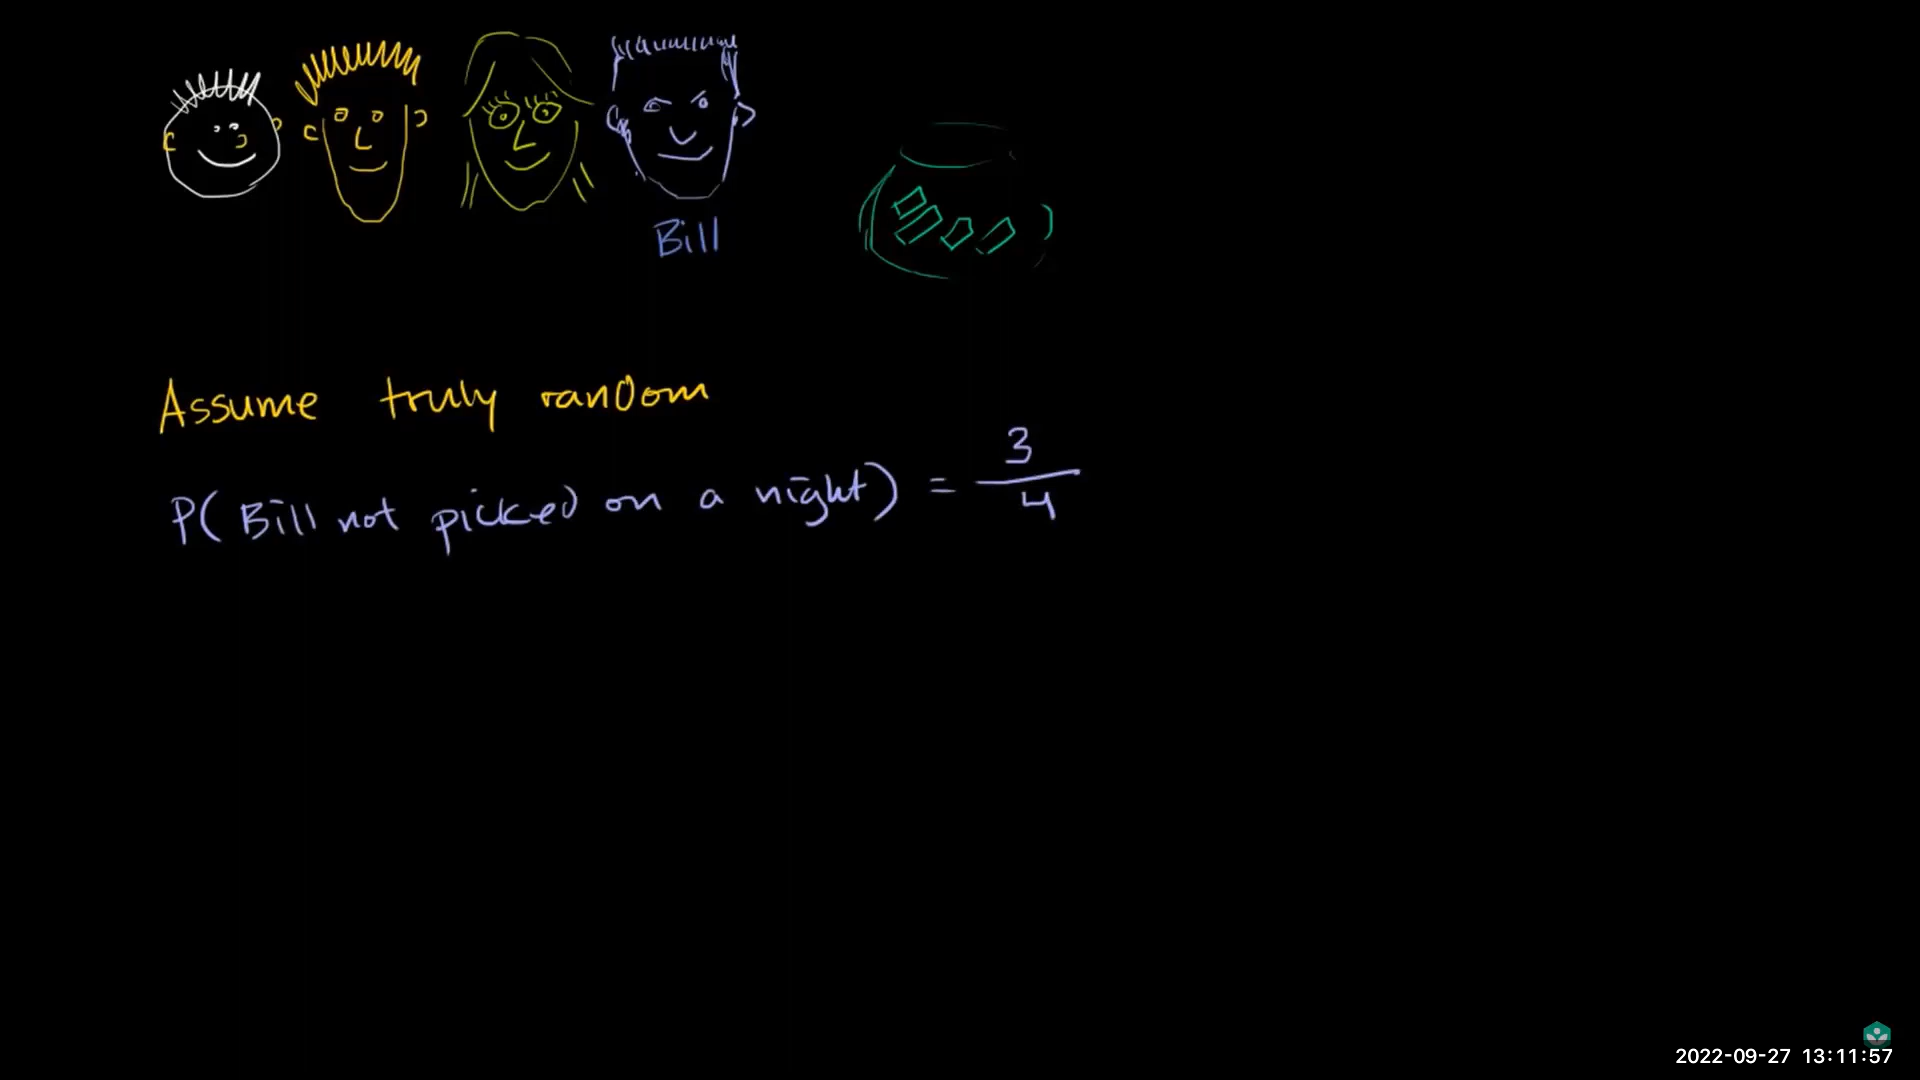 Bill
Assume truly random
P(Bill not picked on a night) = 3/4
2022-09-27 13:11:57